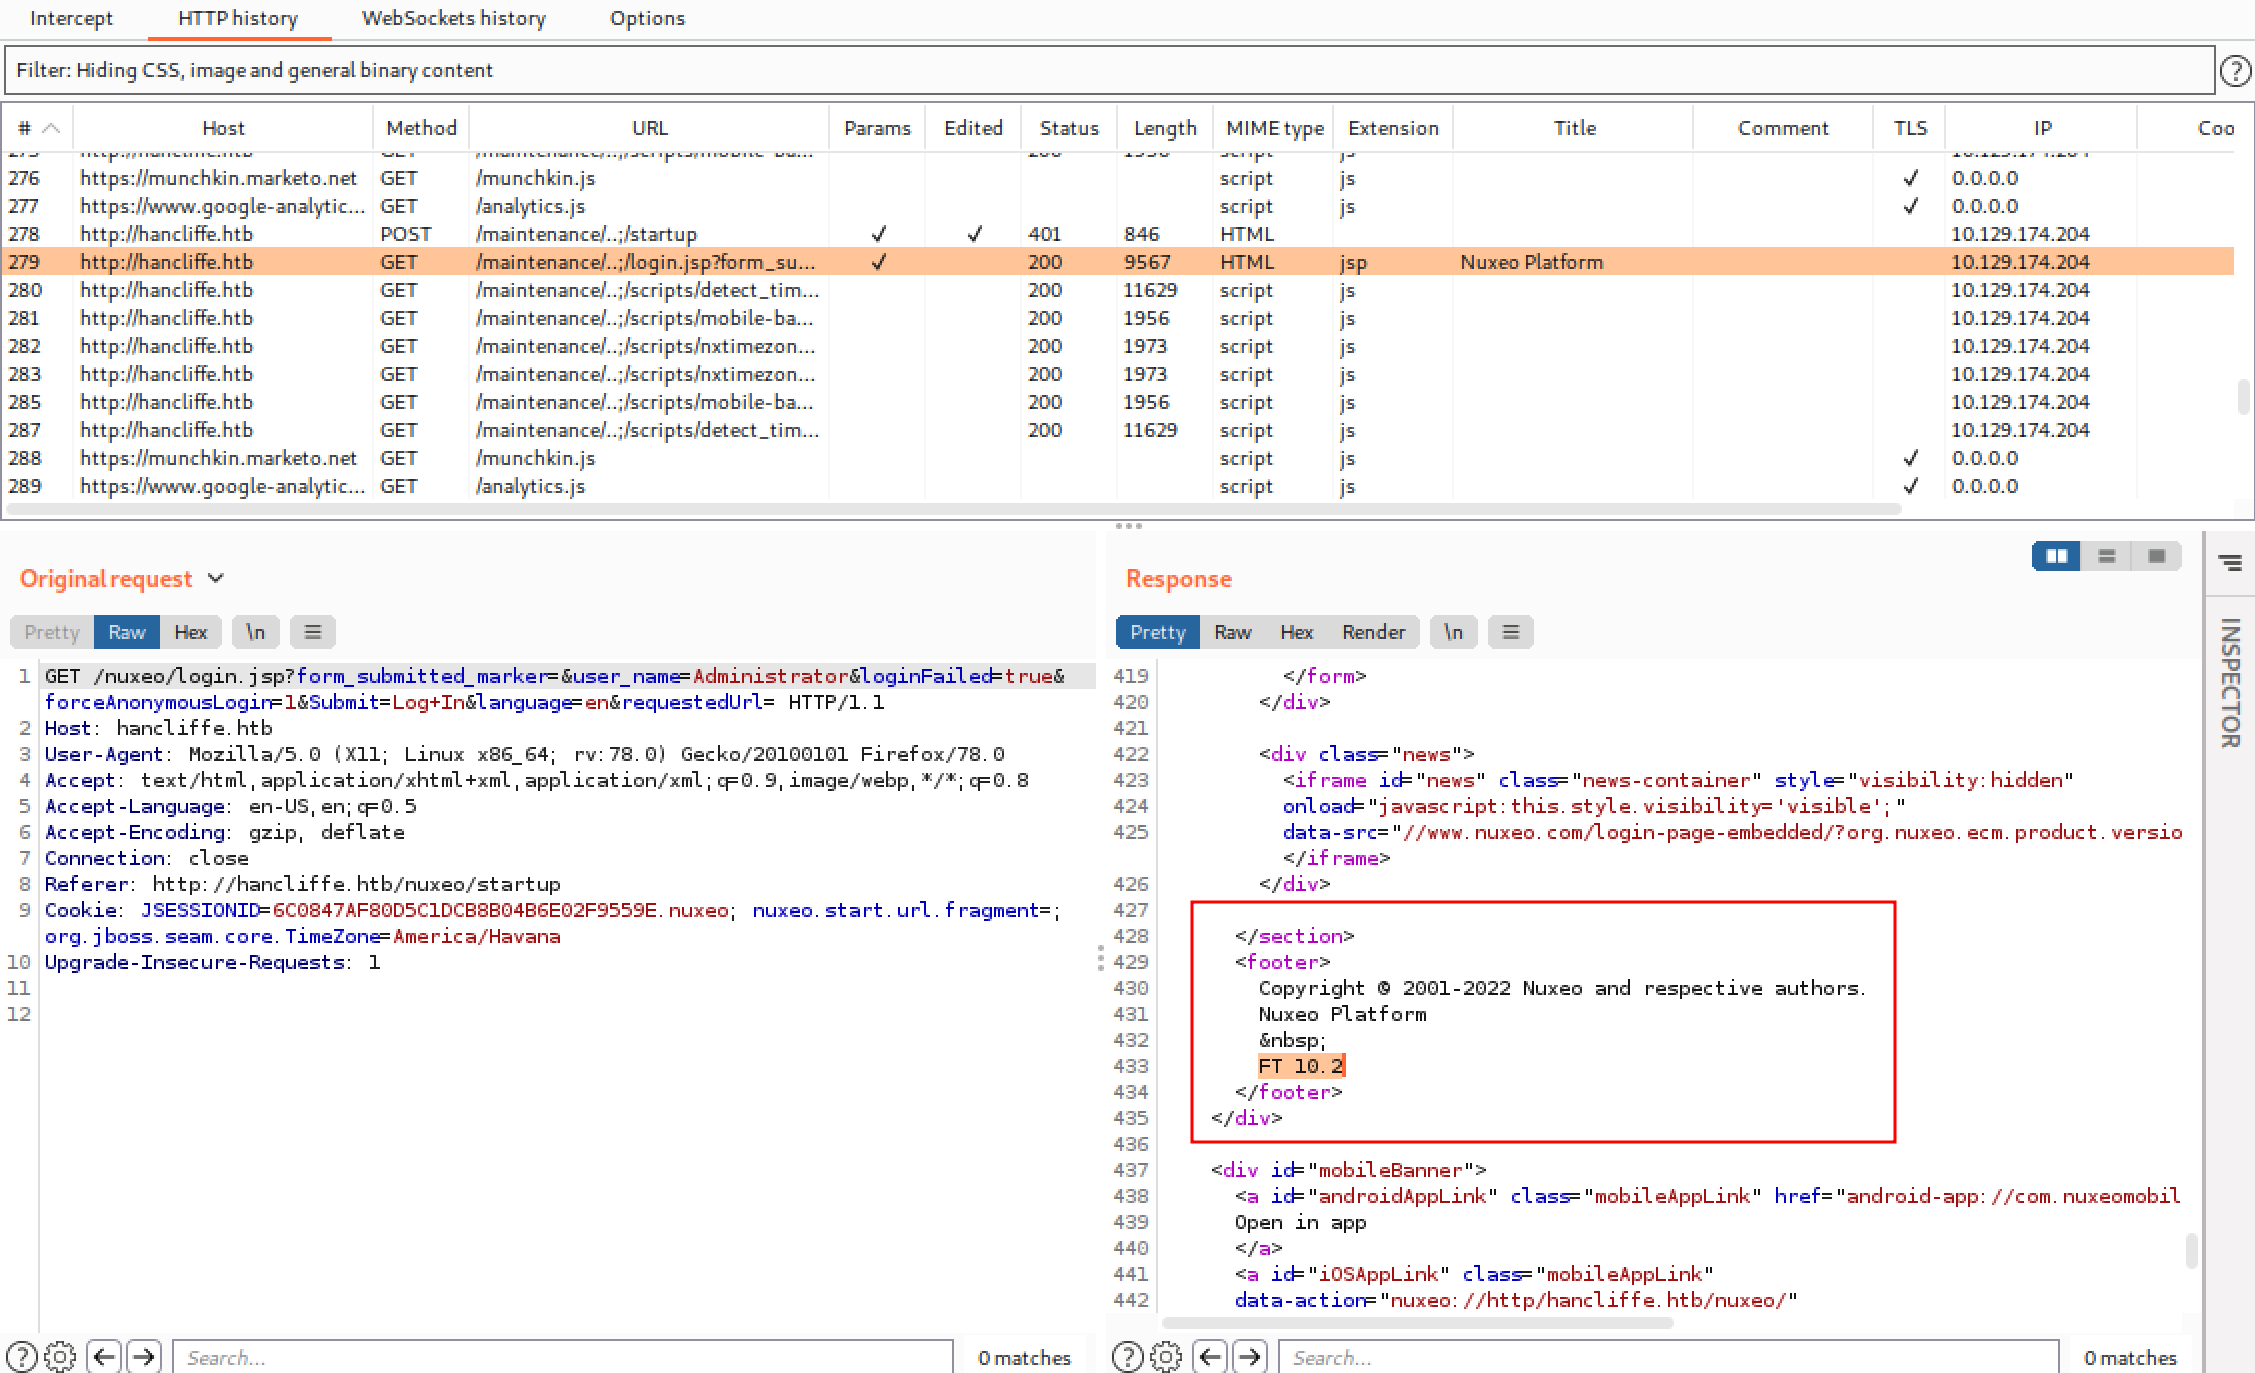 Intercept HTTP history WebSockets history Options
Filter: Hiding CSS, image and general binary content
# Host Method URL Params Edited Status Length MIME type Extension Title Comment TLS IP Coo
276 https://munchkin.marketo.net GET /munchkin.js script js ✓ 0.0.0.0
277 https://www.google-analytic... GET /analytics.js script js ✓ 0.0.0.0
278 http://hancliffe.htb POST /maintenance/..;/startup ✓ ✓ 401 846 HTML 10.129.174.204
279 http://hancliffe.htb GET /maintenance/..;/login.jsp?form_su... ✓ 200 9567 HTML jsp Nuxeo Platform 10.129.174.204
280 http://hancliffe.htb GET /maintenance/..;/scripts/detect_tim... 200 11629 script js 10.129.174.204
281 http://hancliffe.htb GET /maintenance/..;/scripts/mobile-ba... 200 1956 script js 10.129.174.204
282 http://hancliffe.htb GET /maintenance/..;/scripts/nxtimezon... 200 1973 script js 10.129.174.204
283 http://hancliffe.htb GET /maintenance/..;/scripts/nxtimezon... 200 1973 script js 10.129.174.204
285 http://hancliffe.htb GET /maintenance/..;/scripts/mobile-ba... 200 1956 script js 10.129.174.204
287 http://hancliffe.htb GET /maintenance/..;/scripts/detect_tim... 200 11629 script js 10.129.174.204
288 https://munchkin.marketo.net GET /munchkin.js script js ✓ 0.0.0.0
289 https://www.google-analytic... GET /analytics.js script js ✓ 0.0.0.0
Original request
Pretty Raw Hex \n
1 GET /nuxeo/login.jsp?form_submitted_marker=&user_name=Administrator&loginFailed=true&
forceAnonymousLogin=1&Submit=Log+In&language=en&requestedUrl= HTTP/1.1
2 Host: hancliffe.htb
3 User-Agent: Mozilla/5.0 (X11; Linux x86_64; rv:78.0) Gecko/20100101 Firefox/78.0
4 Accept: text/html,application/xhtml+xml,application/xml;q=0.9,image/webp,*/*;q=0.8
5 Accept-Language: en-US,en;q=0.5
6 Accept-Encoding: gzip, deflate
7 Connection: close
8 Referer: http://hancliffe.htb/nuxeo/startup
9 Cookie: JSESSIONID=6C0847AF80D5C1DCB8B04B6E02F9559E.nuxeo; nuxeo.start.url.fragment=;
org.jboss.seam.core.TimeZone=America/Havana
10 Upgrade-Insecure-Requests: 1
11
12
Search... 0 matches
Response
Pretty Raw Hex Render \n
419 </form>
420 </div>
421
422 <div class="news">
423 <iframe id="news" class="news-container" style="visibility:hidden"
424 onload="javascript:this.style.visibility='visible';"
425 data-src="//www.nuxeo.com/login-page-embedded/?org.nuxeo.ecm.product.versio
</iframe>
426 </div>
427
428 </section>
429 <footer>
430 Copyright © 2001-2022 Nuxeo and respective authors.
431 Nuxeo Platform
432 &nbsp;
433 FT 10.2
434 </footer>
435 </div>
436
437 <div id="mobileBanner">
438 <a id="androidAppLink" class="mobileAppLink" href="android-app://com.nuxeomobil
439 Open in app
440 </a>
441 <a id="iOSAppLink" class="mobileAppLink"
442 data-action="nuxeo://http/hancliffe.htb/nuxeo/"
Search... 0 matches
INSPECTOR